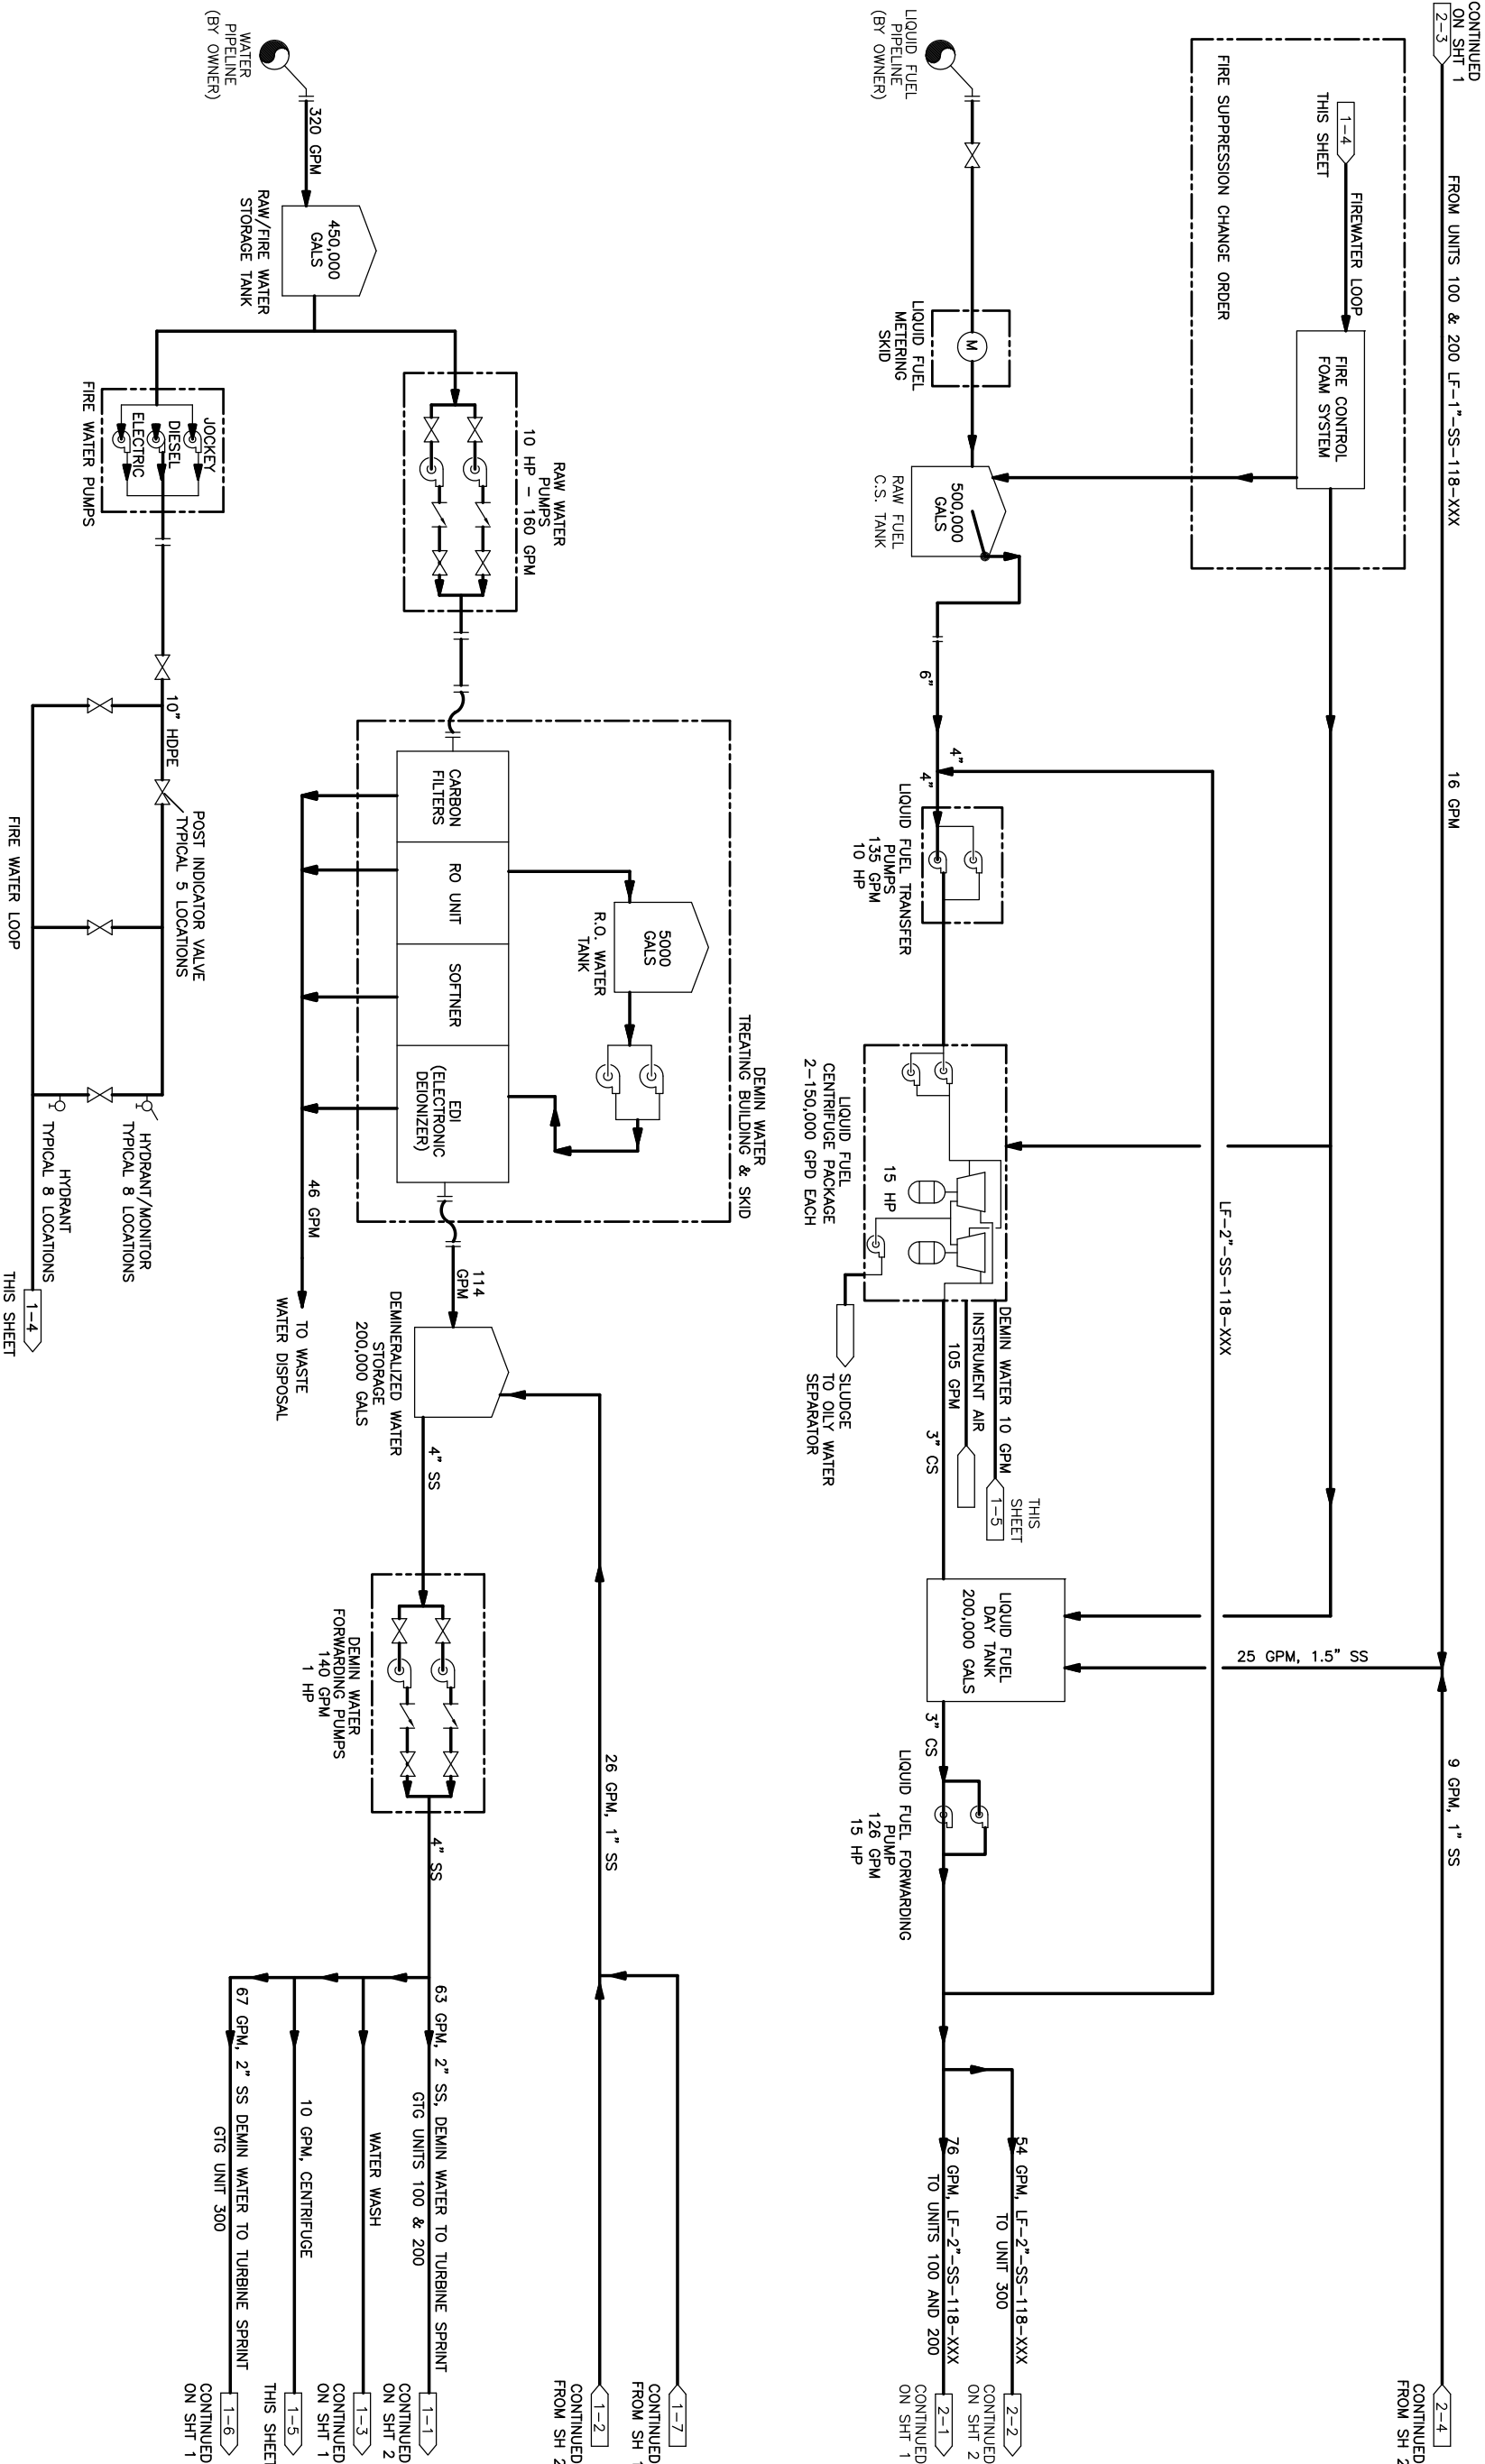 CONTINUED
ON SHT 1
2-3
FROM UNITS 100 & 200 LF-1"-SS-118-XXX
16 GPM
9 GPM, 1" SS
2-4
CONTINUED
FROM SH 2
1-4
THIS SHEET
FIREWATER LOOP
FIRE CONTROL
FOAM SYSTEM
FIRE SUPPRESSION CHANGE ORDER
25 GPM, 1.5" SS
LF-2"-SS-118-XXX
LIQUID FUEL
PIPELINE
(BY OWNER)
M
LIQUID FUEL
METERING
SKID
500,000
GALS
RAW FUEL
C.S. TANK
6"
4"
4"
LIQUID FUEL TRANSFER
PUMPS
135 GPM
10 HP
15 HP
LIQUID FUEL
CENTRIFUGE PACKAGE
2-150,000 GPD EACH
DEMIN WATER 10 GPM
THIS
SHEET
1-5
INSTRUMENT AIR
105 GPM
3" CS
SLUDGE
TO OILY WATER
SEPARATOR
LIQUID FUEL
DAY TANK
200,000 GALS
3" CS
LIQUID FUEL FORWARDING
PUMP
126 GPM
15 HP
54 GPM, LF-2"-SS-118-XXX
TO UNIT 300
2-2
CONTINUED
ON SHT 2
76 GPM, LF-2"-SS-118-XXX
TO UNITS 100 AND 200
2-1
CONTINUED
ON SHT 1
WATER
PIPELINE
(BY OWNER)
320 GPM
450,000
GALS
RAW/FIRE WATER
STORAGE TANK
RAW WATER
PUMPS
10 HP - 160 GPM
JOCKEY
DIESEL
ELECTRIC
FIRE WATER PUMPS
DEMIN WATER
TREATING BUILDING & SKID
5000
GALS
R.O. WATER
TANK
CARBON
FILTERS
RO UNIT
SOFTNER
EDI
(ELECTRONIC
DEIONIZER)
46 GPM
TO WASTE
WATER DISPOSAL
114
GPM
DEMINERALIZED WATER
STORAGE
200,000 GALS
4" SS
DEMIN WATER
FORWARDING PUMPS
140 GPM
1 HP
4" SS
26 GPM, 1" SS
1-7
CONTINUED
FROM SH 1
1-2
CONTINUED
FROM SH 2
63 GPM, 2" SS, DEMIN WATER TO TURBINE SPRINT
GTG UNITS 100 & 200
1-1
CONTINUED
ON SHT 2
WATER WASH
1-3
CONTINUED
ON SHT 1
10 GPM, CENTRIFUGE
1-5
THIS SHEET
67 GPM, 2" SS DEMIN WATER TO TURBINE SPRINT
GTG UNIT 300
1-6
CONTINUED
ON SHT 1
10" HDPE
POST INDICATOR VALVE
TYPICAL 5 LOCATIONS
HYDRANT/MONITOR
TYPICAL 8 LOCATIONS
HYDRANT
TYPICAL 8 LOCATIONS
FIRE WATER LOOP
1-4
THIS SHEET